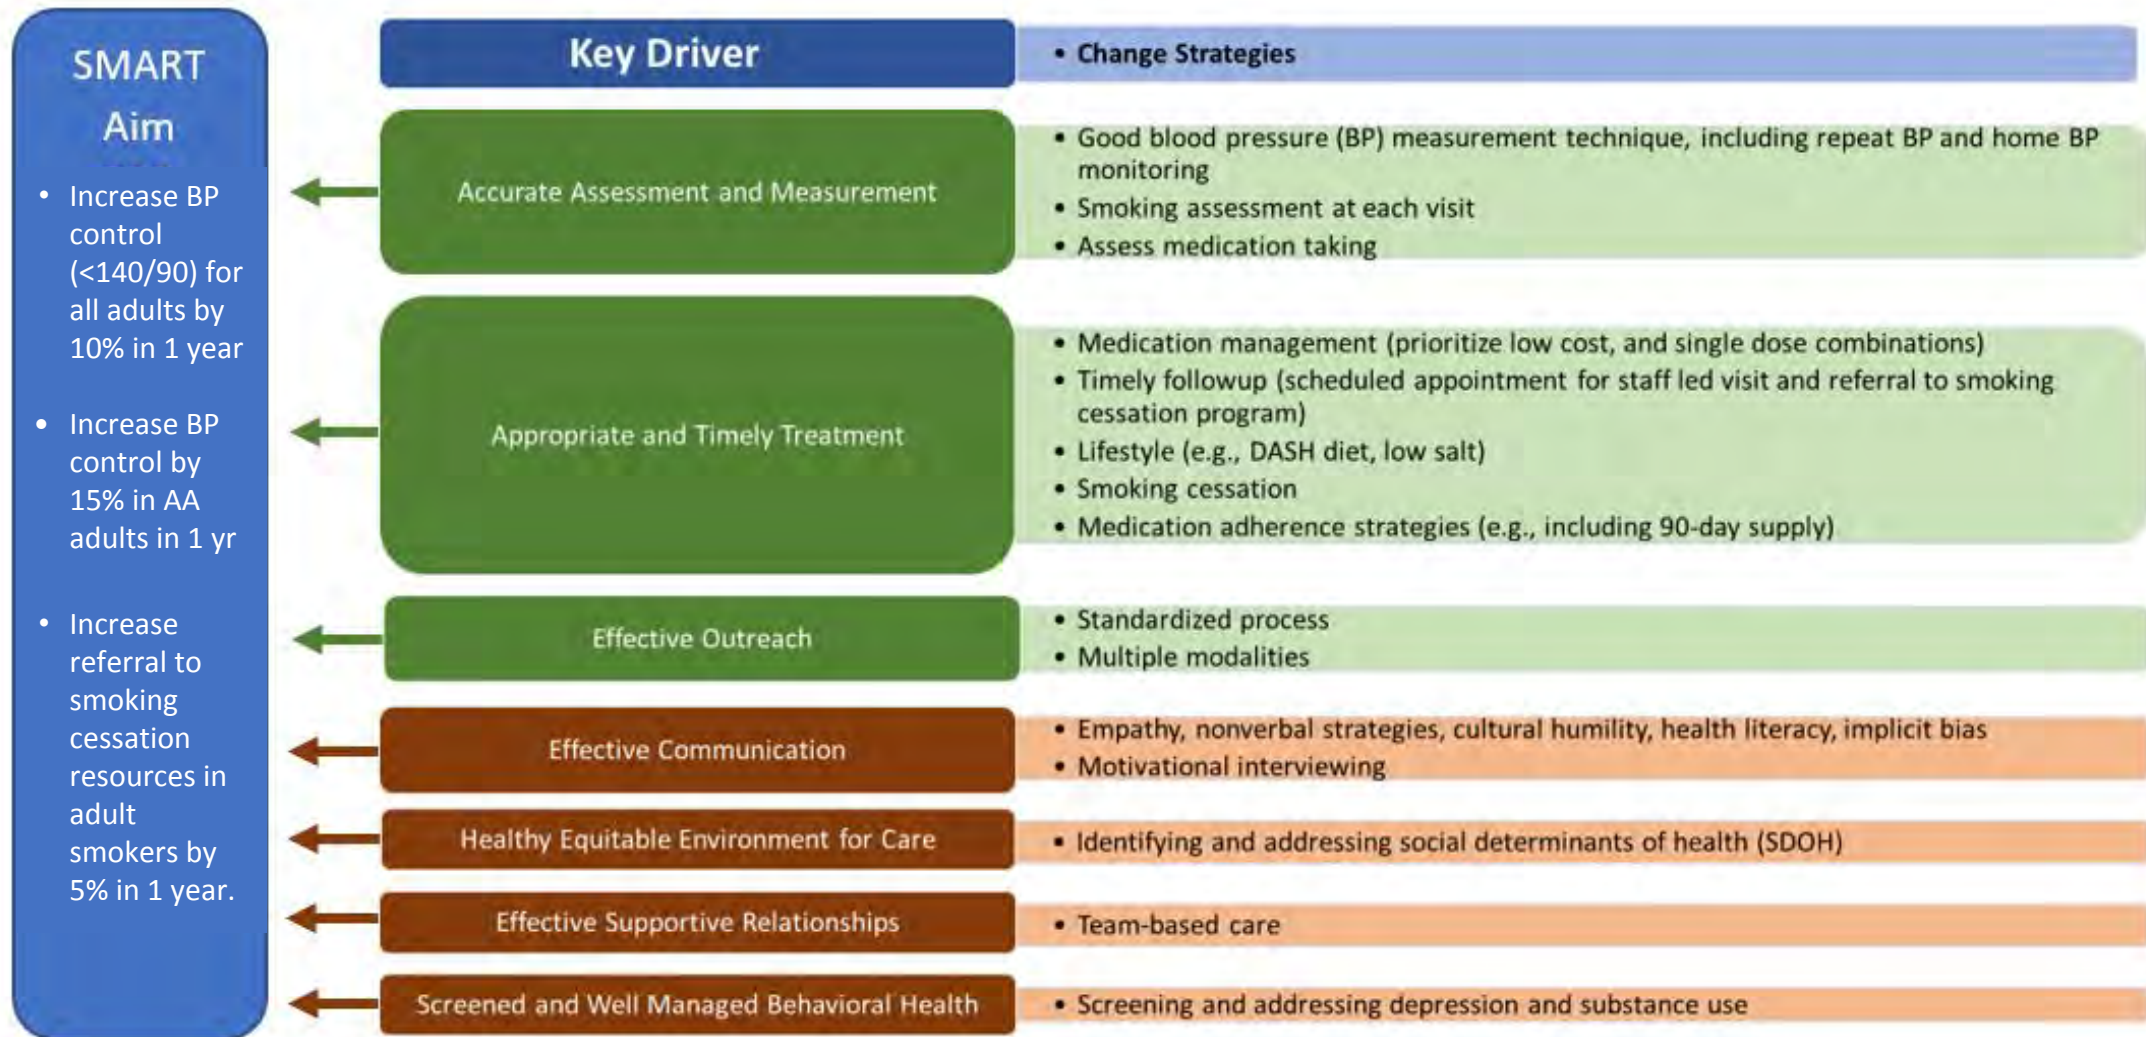 SMART
Aim
• Increase BP
control
(<140/90) for
all adults by
10% in 1 year
• Increase BP
control by
15% in AA
adults in 1 yr
• Increase
referral to
smoking
cessation
resources in
adult
smokers by
5% in 1 year.
Key Driver
• Change Strategies
Accurate Assessment and Measurement
• Good blood pressure (BP) measurement technique, including repeat BP and home BP
monitoring
• Smoking assessment at each visit
• Assess medication taking
Appropriate and Timely Treatment
• Medication management (prioritize low cost, and single dose combinations)
• Timely followup (scheduled appointment for staff led visit and referral to smoking
cessation program)
• Lifestyle (e.g., DASH diet, low salt)
• Smoking cessation
• Medication adherence strategies (e.g., including 90-day supply)
Effective Outreach
• Standardized process
• Multiple modalities
Effective Communication
• Empathy, nonverbal strategies, cultural humility, health literacy, implicit bias
• Motivational interviewing
Healthy Equitable Environment for Care
• Identifying and addressing social determinants of health (SDOH)
Effective Supportive Relationships
• Team-based care
Screened and Well Managed Behavioral Health
• Screening and addressing depression and substance use